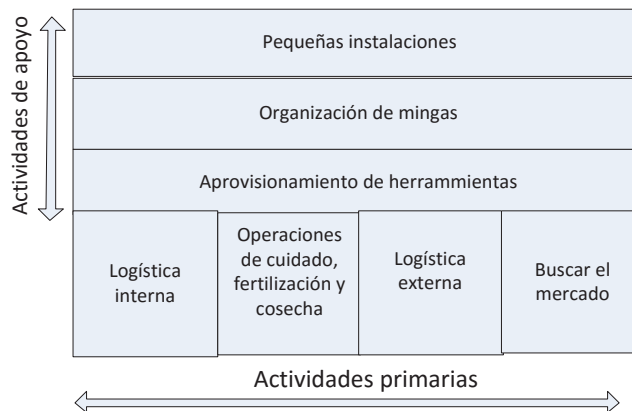 Actividades de apoyo
Pequeñas instalaciones
Organización de mingas
Aprovisionamiento de herrammientas
Logística
interna
Operaciones
de cuidado,
fertilización y
cosecha
Logística
externa
Buscar el
mercado
Actividades primarias